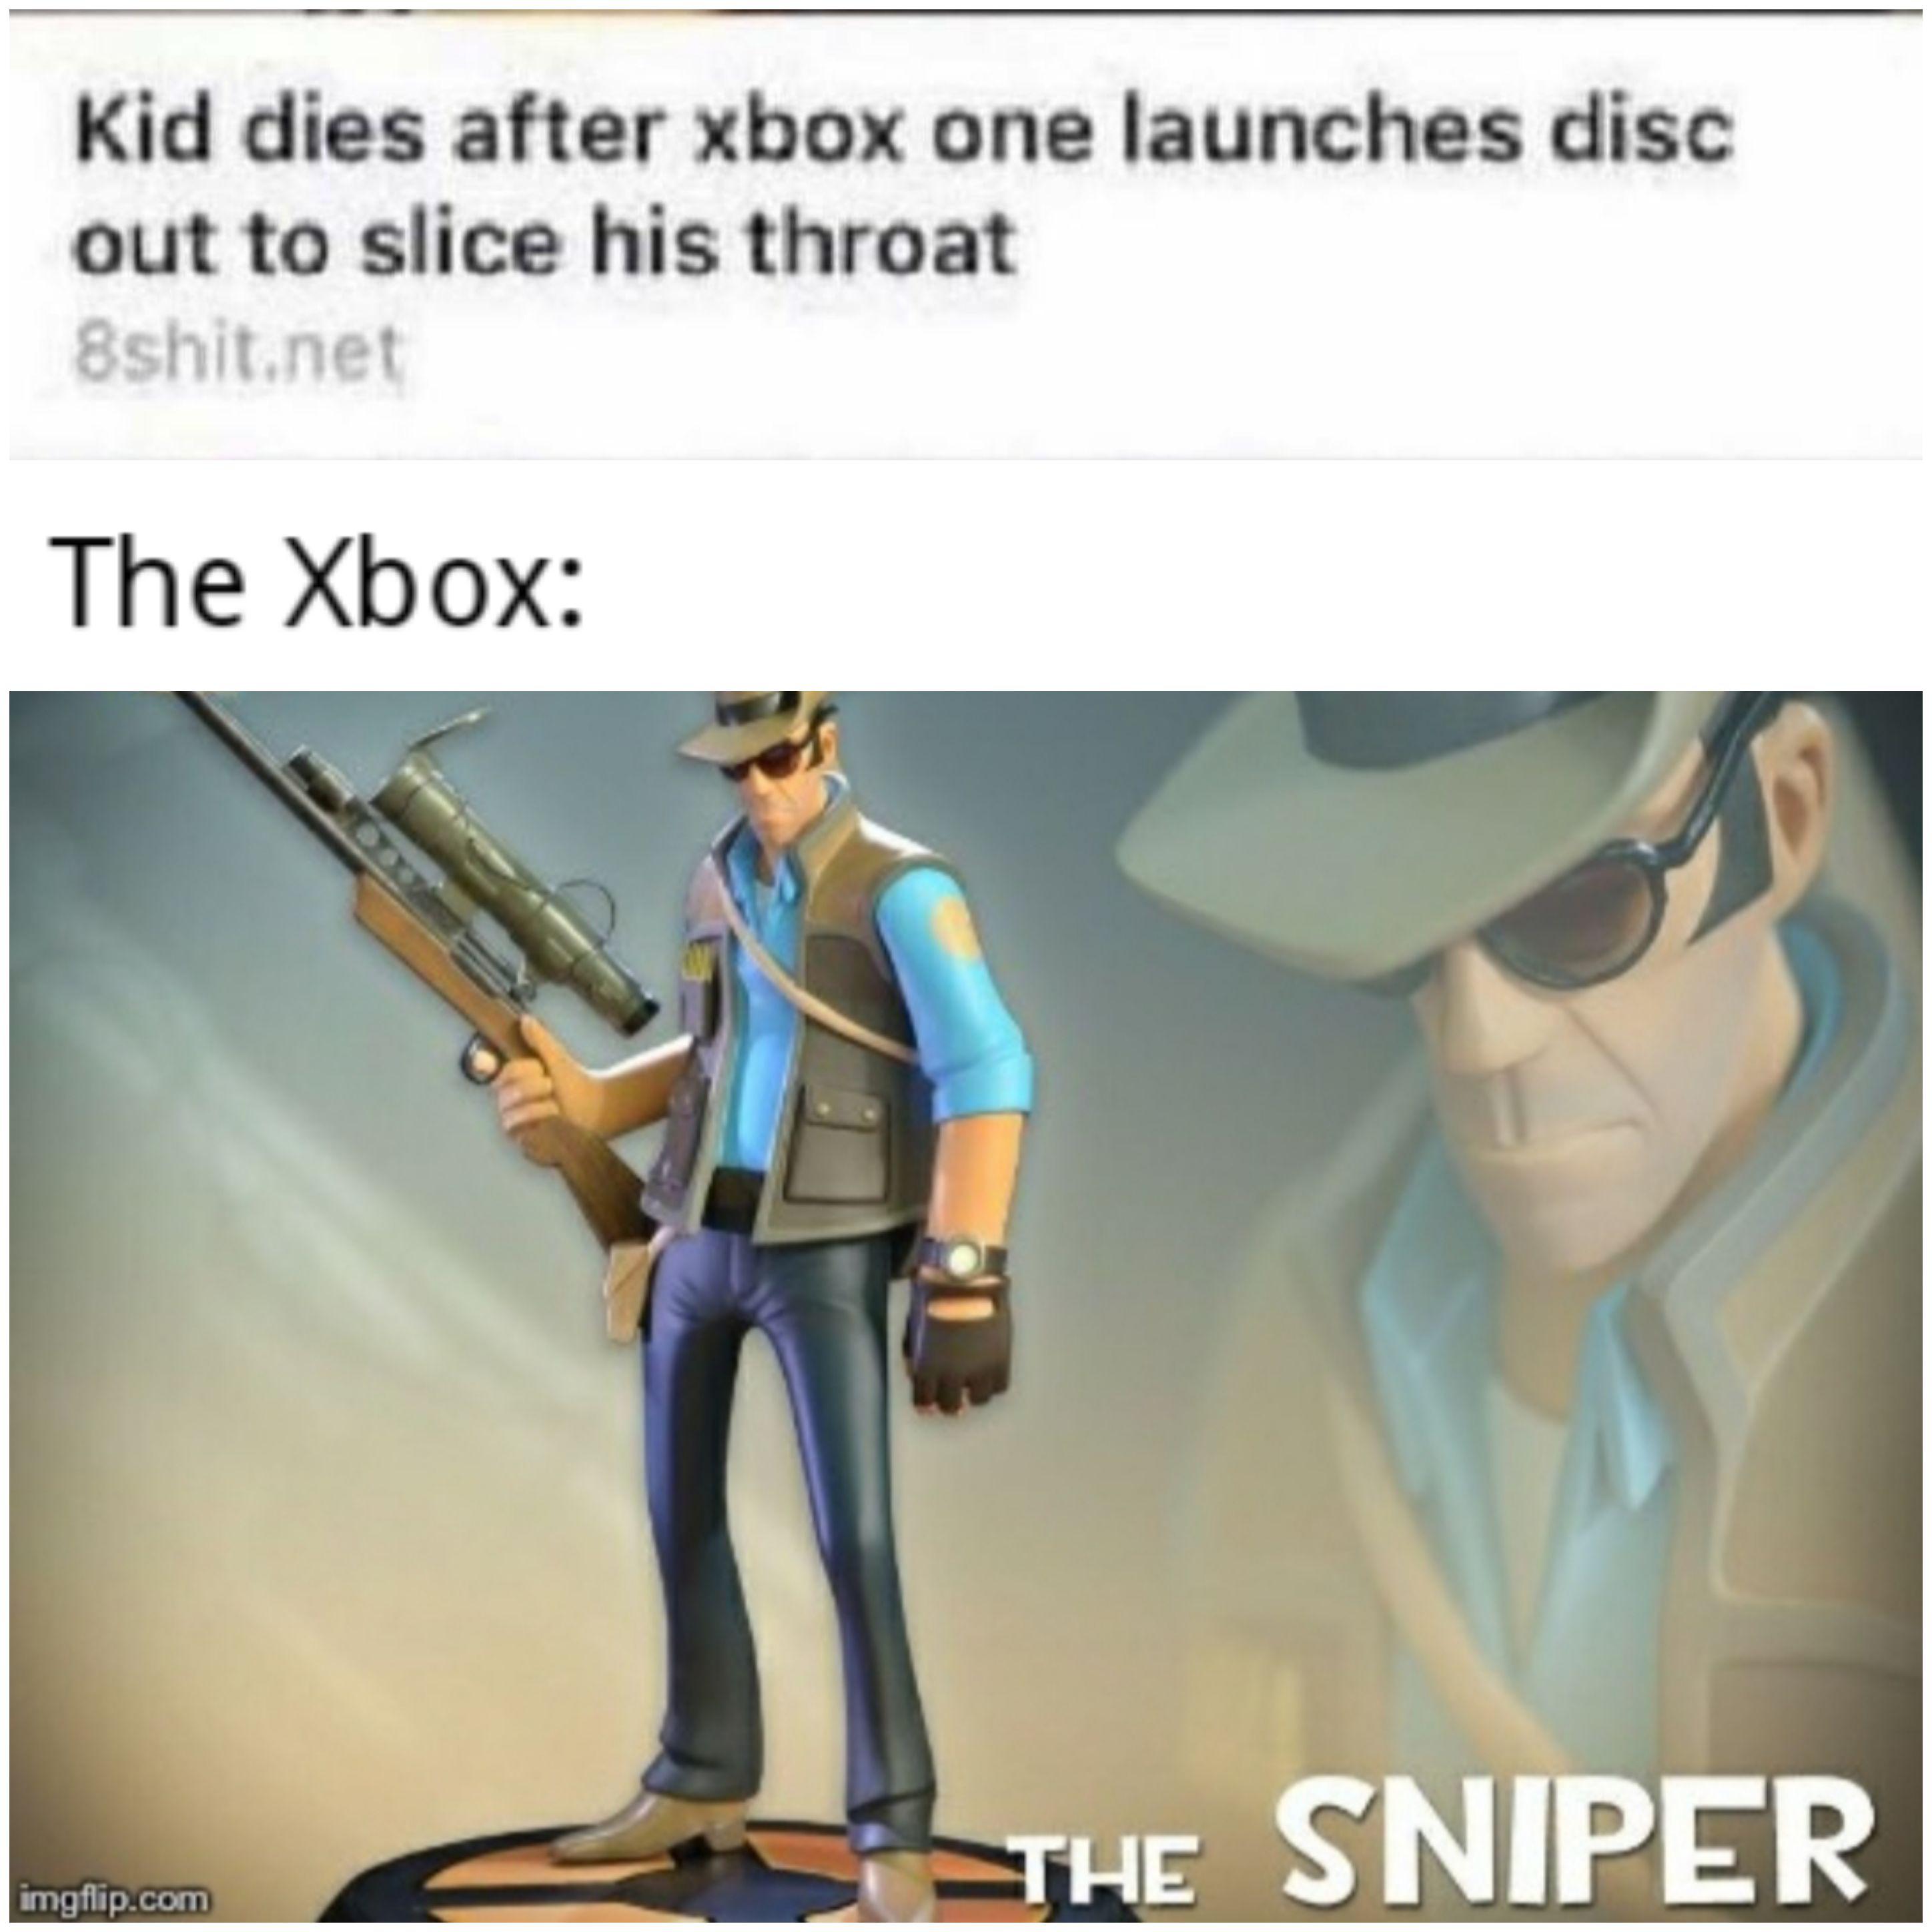 Kid dies after xbox one launches disc
out to slice his throat
8shit.net
The Xbox:
THE SNIPER
imgflip.com